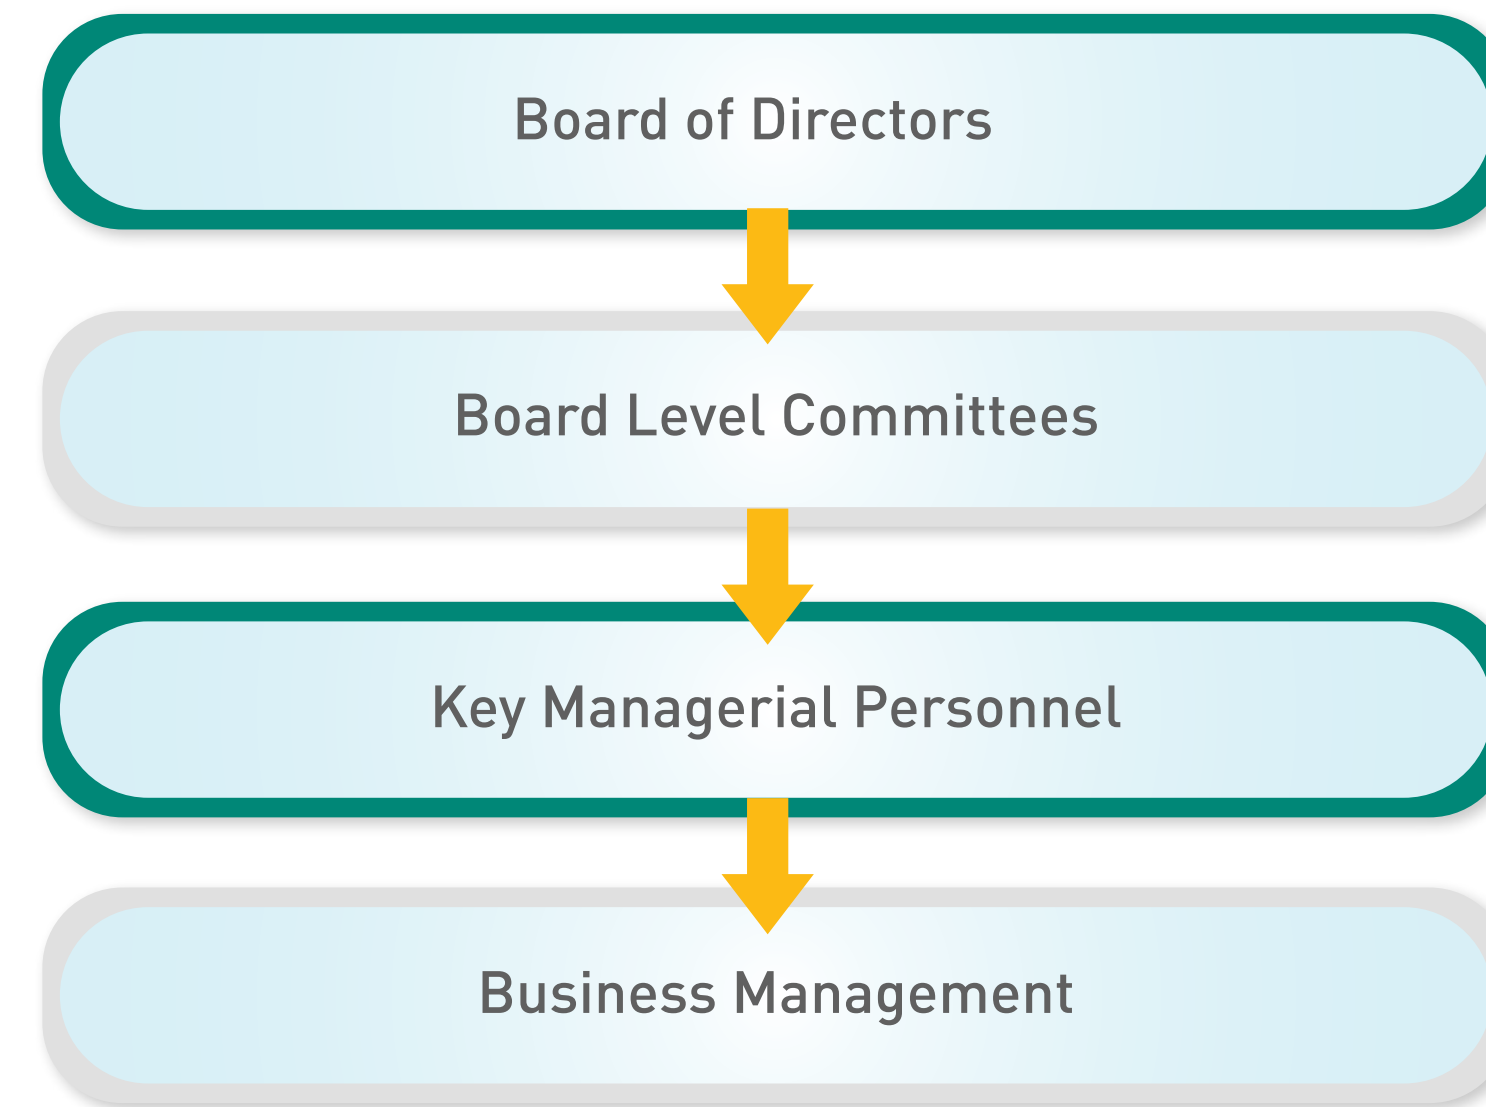 Board of Directors
Board Level Committees
Key Managerial Personnel
Business Management